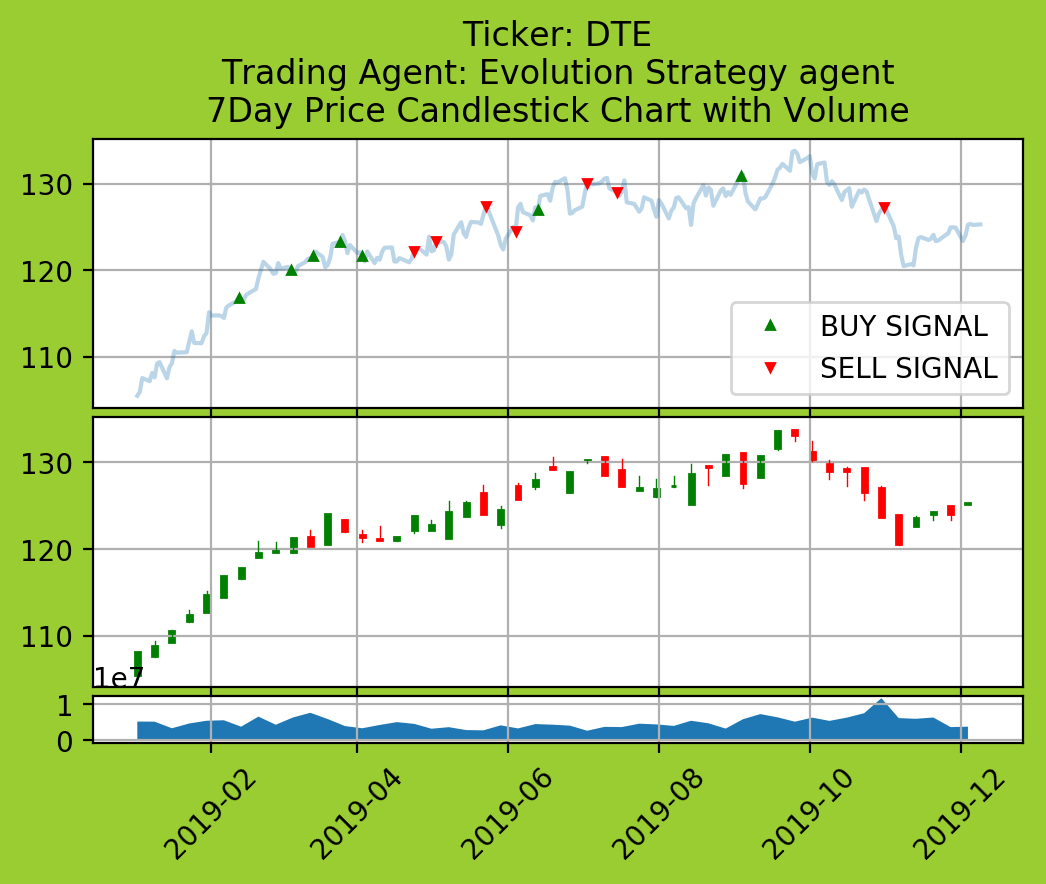 Ticker: DTE
Trading Agent: Evolution Strategy agent
7Day Price Candlestick Chart with Volume
130
120
110
BUY SIGNAL
SELL SIGNAL
130
120
110
1e7
1
0
2019-02
2019-04
2019-06
2019-08
2019-10
2019-12